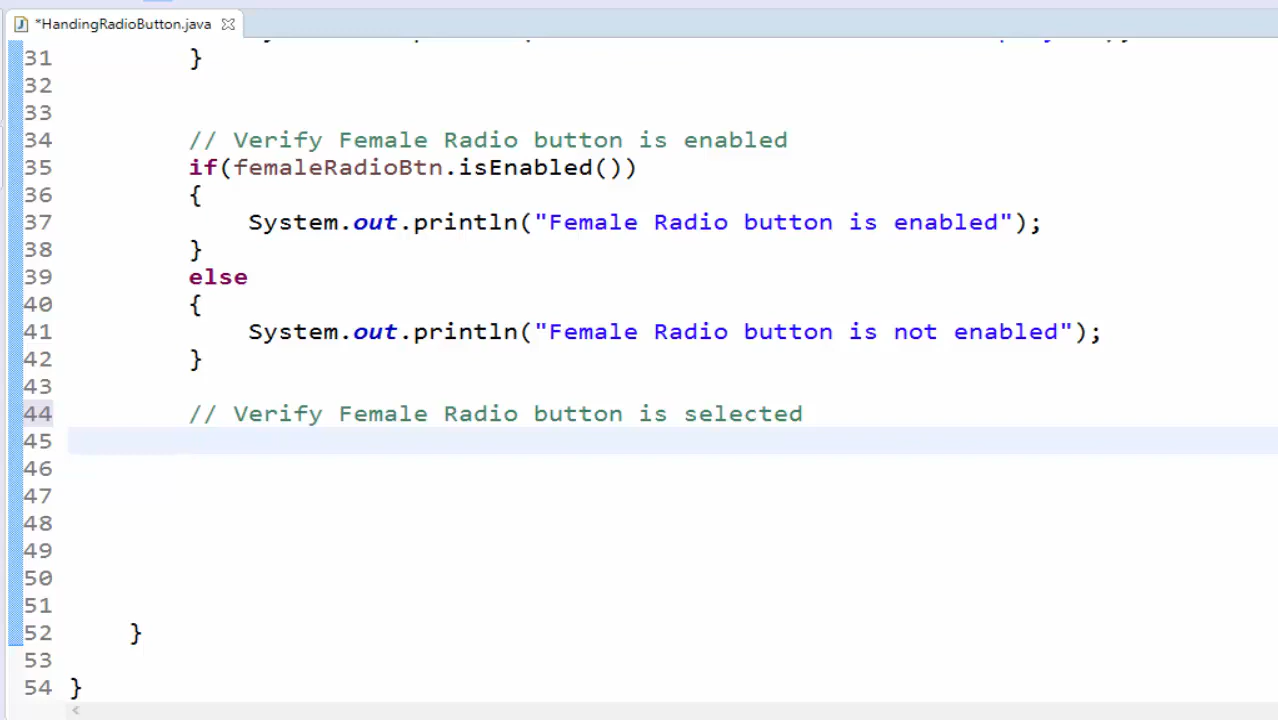 *HandingRadioButton.java
31 }
32
33
34 // Verify Female Radio button is enabled
35 if(femaleRadioBtn.isEnabled())
36 {
37 System.out.println("Female Radio button is enabled");
38 }
39 else
40 {
41 System.out.println("Female Radio button is not enabled");
42 }
43
44 // Verify Female Radio button is selected
45
46
47
48
49
50
51
52 }
53
54 }